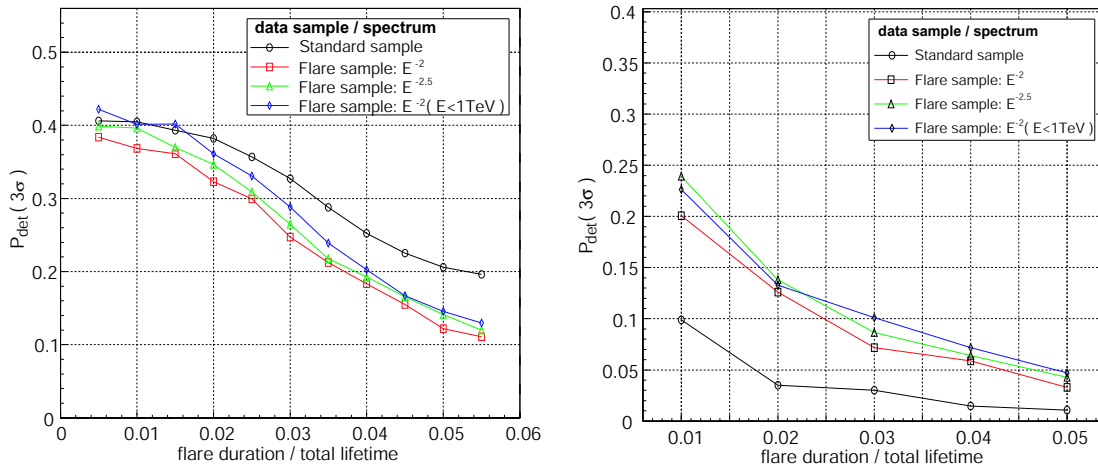 data sample / spectrum
Standard sample
Flare sample: E-2
Flare sample: E-2.5
Flare sample: E-2( E<1TeV )
Pdet( 3σ )
0.5
0.4
0.3
0.2
0.1
0
0 0.01 0.02 0.03 0.04 0.05 0.06
flare duration / total lifetime
data sample / spectrum
Standard sample
Flare sample: E-2
Flare sample: E-2.5
Flare sample: E-2( E<1TeV )
Pdet( 3σ )
0.4
0.35
0.3
0.25
0.2
0.15
0.1
0.05
0
0.01 0.02 0.03 0.04 0.05
flare duration / total lifetime